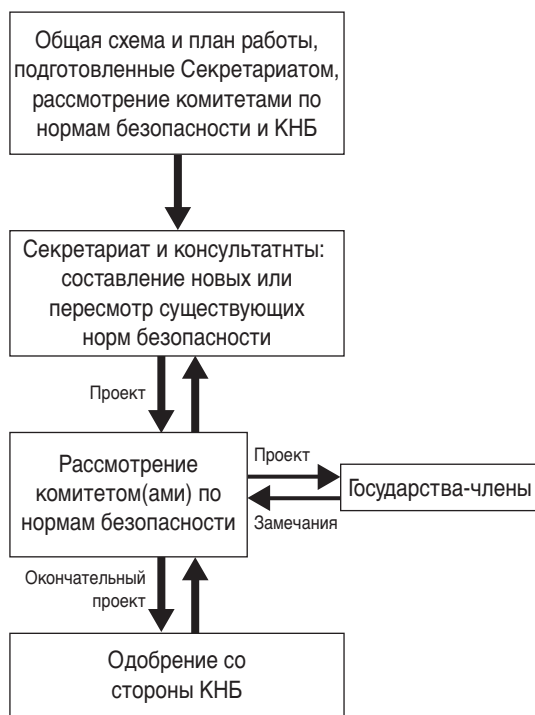 Общая схема и план работы,
подготовленные Секретариатом,
рассмотрение комитетами по
нормам безопасности и КНБ
Секретариат и консультатнты:
составление новых или
пересмотр существующих
норм безопасности
Проект
Рассмотрение
комитетом(ами) по
нормам безопасности
Проект
Государства-члены
Замечания
Окончательный
проект
Одобрение со
стороны КНБ